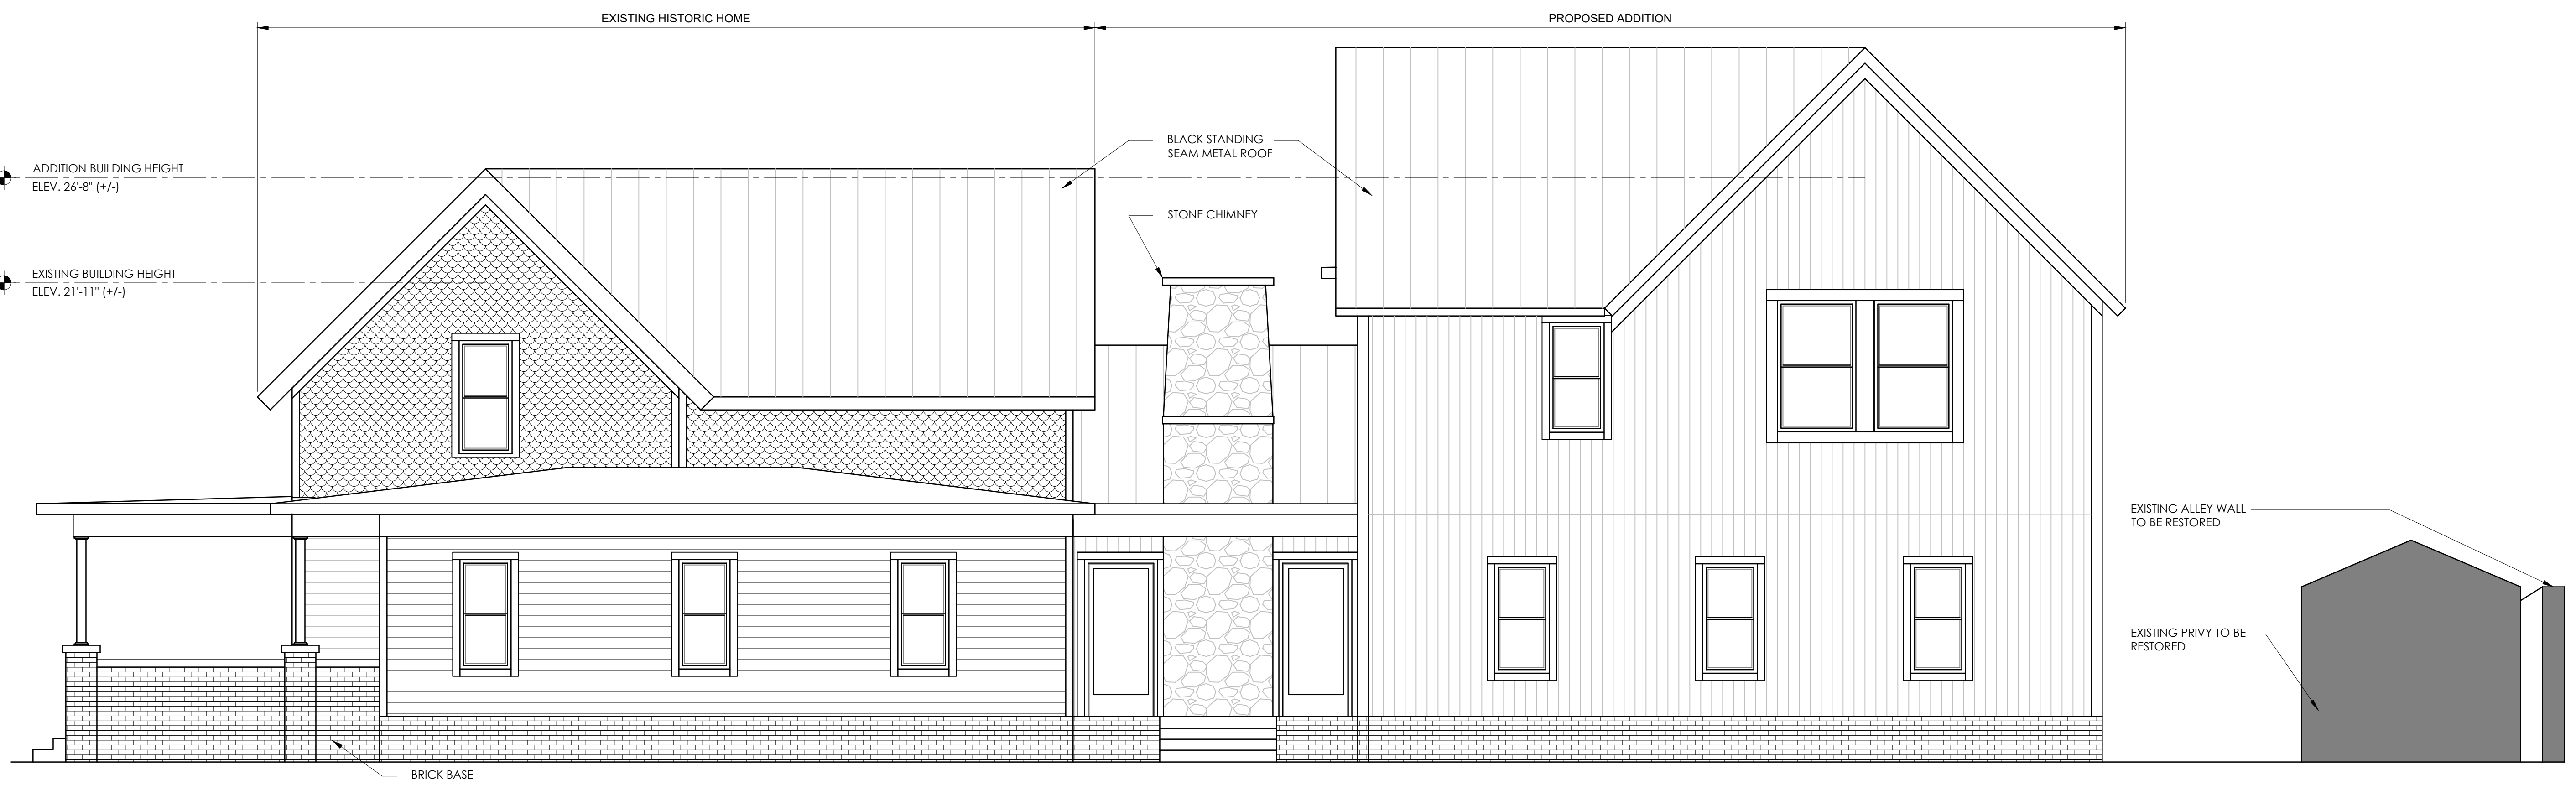 EXISTING HISTORIC HOME
PROPOSED ADDITION
BLACK STANDING
SEAM METAL ROOF
ADDITION BUILDING HEIGHT
ELEV. 26'-8" (+/-)
STONE CHIMNEY
EXISTING BUILDING HEIGHT
ELEV. 21'-11" (+/-)
EXISTING ALLEY WALL
TO BE RESTORED
EXISTING PRIVY TO BE
RESTORED
BRICK BASE